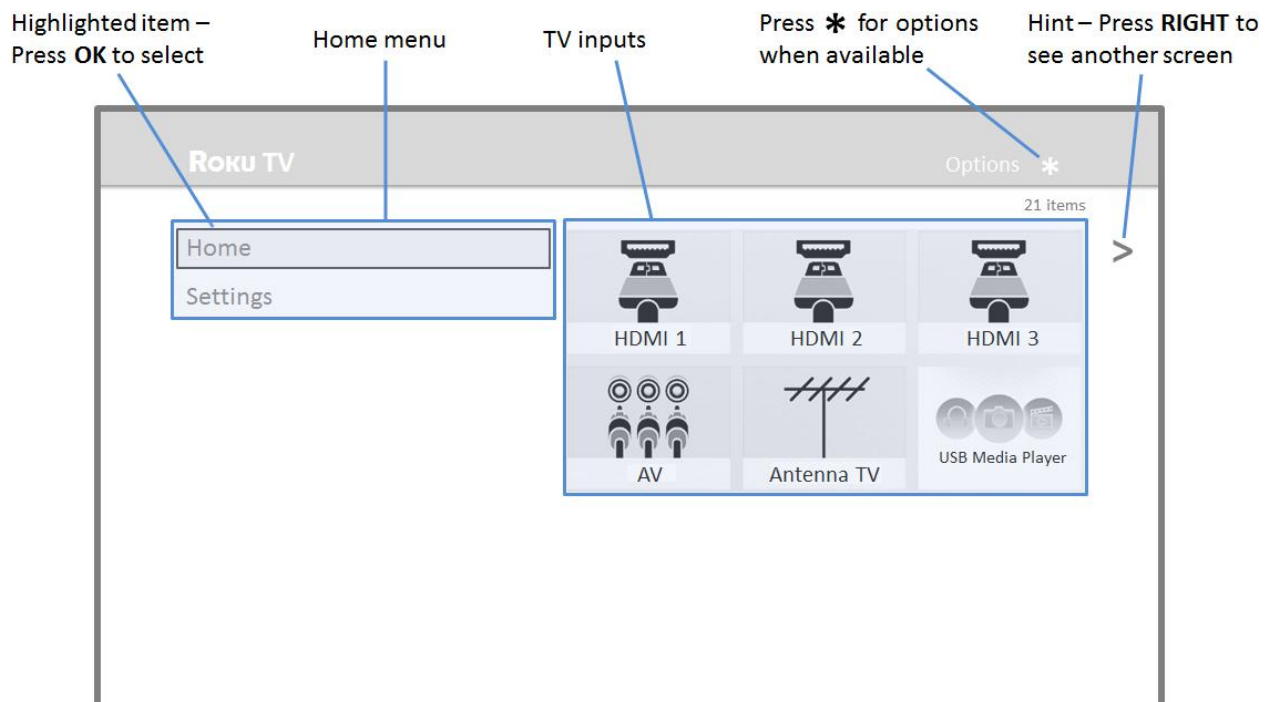 Highlighted item –
Press OK to select
Home menu
TV inputs
Press * for options
when available
Hint – Press RIGHT to
see another screen
ROKU TV
Options *
21 items
Home
Settings
>
HDMI 1
HDMI 2
HDMI 3
AV
Antenna TV
USB Media Player